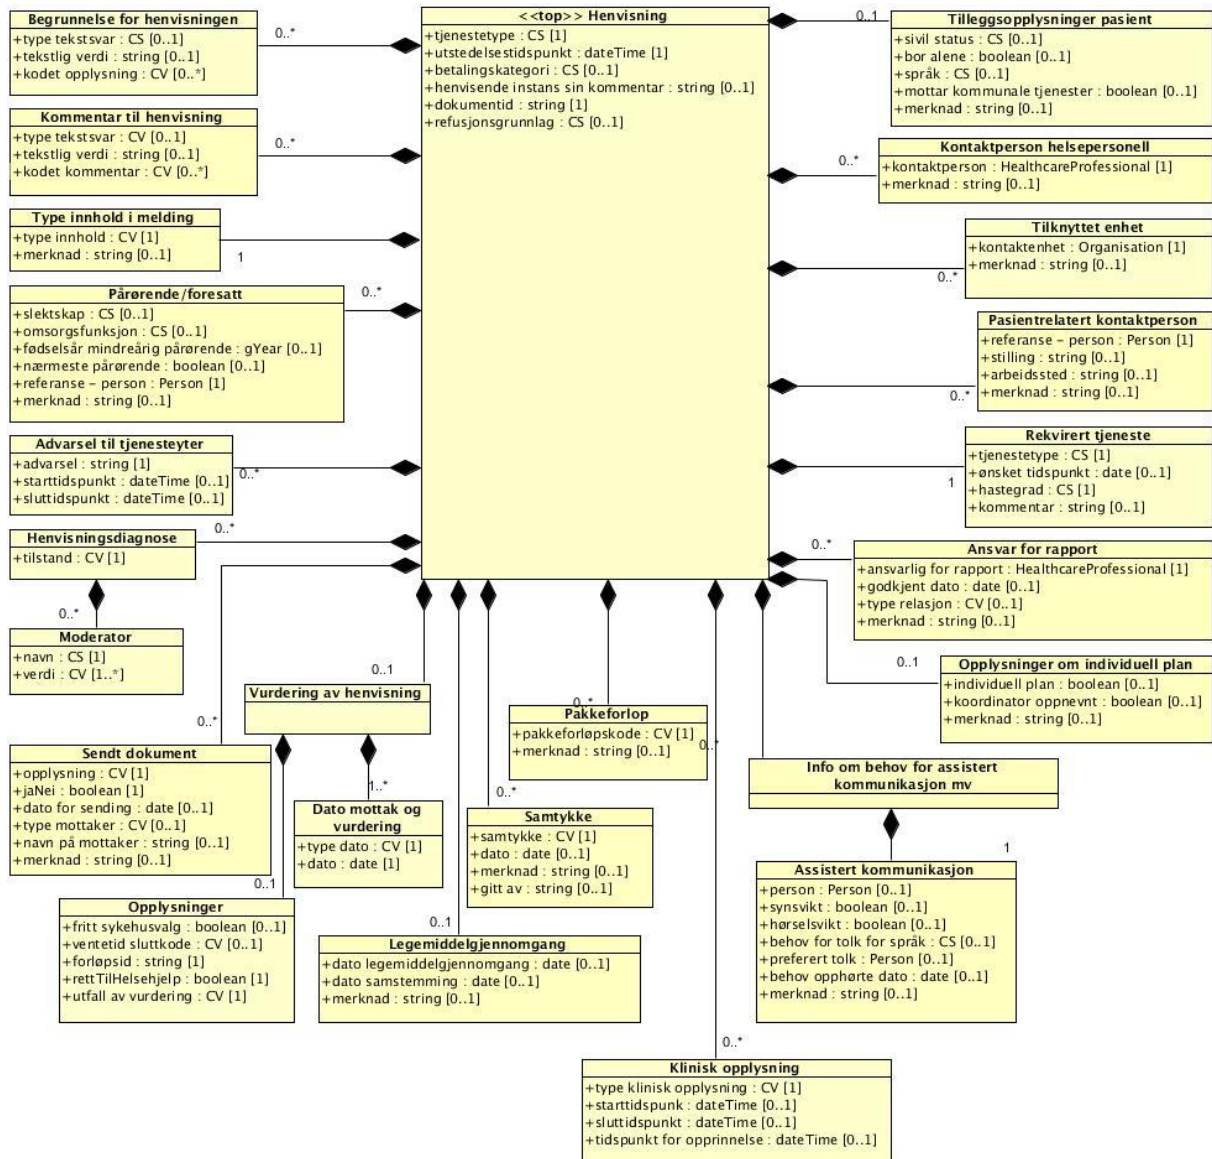 Begrunnelse for henvisningen
+type tekstsvar : CS [0..1]
+tekstlig verdi : string [0..1]
+kodet opplysning : CV [0..*]
0..*
<<top>> Henvisning
+tjenestetype : CS [1]
+utstedelsestidspunkt : dateTime [1]
+betalingskategori : CS [0..1]
+henvisende instans sin kommentar : string [0..1]
+dokumentid : string [1]
+refusjonsgrunnlag : CS [0..1]
0..1
Tilleggsopplysninger pasient
+sivil status : CS [0..1]
+bor alene : boolean [0..1]
+språk : CS [0..1]
+mottar kommunale tjenester : boolean [0..1]
+merknad : string [0..1]
Kommentar til henvisning
+type tekstsvar : CV [0..1]
+tekstlig verdi : string [0..1]
+kodet kommentar : CV [0..*]
0..*
0..*
Kontaktperson helsepersonell
+kontaktperson : HealthcareProfessional [1]
+merknad : string [0..1]
Type innhold i melding
+type innhold : CV [1]
+merknad : string [0..1]
1
Tilknyttet enhet
+kontaktenhet : Organisation [1]
+merknad : string [0..1]
0..*
Pårørende/foresatt
+slektskap : CS [0..1]
+omsorgsfunksjon : CS [0..1]
+fødselsår mindreårig pårørende : gYear [0..1]
+nærmeste pårørende : boolean [0..1]
+referanse – person : Person [1]
+merknad : string [0..1]
0..*
Pasientrelatert kontaktperson
+referanse – person : Person [1]
+stilling : string [0..1]
+arbeidssted : string [0..1]
+merknad : string [0..1]
0..*
Advarsel til tjenesteyter
+advarsel : string [1]
+starttidspunkt : dateTime [0..1]
+sluttidspunkt : dateTime [0..1]
0..*
Rekvirert tjeneste
+tjenestetype : CS [1]
+ønsket tidspunkt : date [0..1]
+hastegrad : CS [1]
+kommentar : string [0..1]
1
Henvisningsdiagnose
+tilstand : CV [1]
0..*
0..*
Ansvar for rapport
+ansvarlig for rapport : HealthcareProfessional [1]
+godkjent dato : date [0..1]
+type relasjon : CV [0..1]
+merknad : string [0..1]
0..*
Moderator
+navn : CS [1]
+verdi : CV [1..*]
0..1
Opplysninger om individuell plan
+individuell plan : boolean [0..1]
+koordinator oppnevnt : boolean [0..1]
+merknad : string [0..1]
0..1
Vurdering av henvisning
0..*
Pakkeforlop
+pakkeforløpskode : CV [1]
+merknad : string [0..1]
0..*
0..*
Sendt dokument
+opplysning : CV [1]
+jaNei : boolean [1]
+dato for sending : date [0..1]
+type mottaker : CV [0..1]
+navn på mottaker : string [0..1]
+merknad : string [0..1]
1..*
Dato mottak og
vurdering
+type dato : CV [1]
+dato : date [1]
0..*
Samtykke
+samtykke : CV [1]
+dato : date [0..1]
+merknad : string [0..1]
+gitt av : string [0..1]
Info om behov for assistert
kommunikasjon mv
1
Assistert kommunikasjon
+person : Person [0..1]
+synsvikt : boolean [0..1]
+hørselsvikt : boolean [0..1]
+behov for tolk for språk : CS [0..1]
+preferert tolk : Person [0..1]
+behov opphørte dato : date [0..1]
+merknad : string [0..1]
0..1
Opplysninger
+fritt sykehusvalg : boolean [0..1]
+ventetid sluttkode : CV [0..1]
+forløpsid : string [1]
+rettTilHelsehjelp : boolean [1]
+utfall av vurdering : CV [1]
0..1
Legemiddelgjennomgang
+dato legemiddelgjennomgang : date [0..1]
+dato samstemming : date [0..1]
+merknad : string [0..1]
0..*
Klinisk opplysning
+type klinisk opplysning : CV [1]
+starttidspunk : dateTime [0..1]
+sluttidspunkt : dateTime [0..1]
+tidspunkt for opprinnelse : dateTime [0..1]